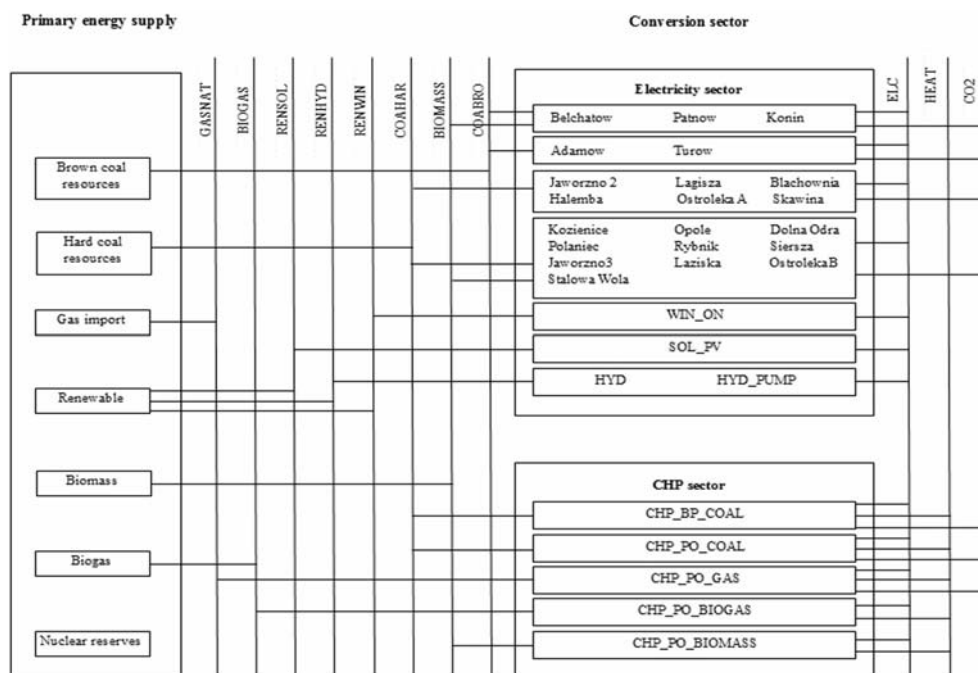 Primary energy supply
Conversion sector
GASNAT
BIOGAS
RENSOL
RENHYD
RENWIN
COAHAR
BIOMASS
COABRO
ELC
HEAT
CO2
Brown coal
resources
Hard coal
resources
Gas import
Renewable
Biomass
Biogas
Nuclear reserves
Electricity sector
Belchatow Patnow Konin
Adamow Turow
Jaworzno 2 Lagisza Blachownia
Halemba Ostroleka A Skawina
Kozienice Opole Dolna Odra
Polaniec Rybnik Siersza
Jaworzno3 Laziska OstrolekaB
Stalowa Wola
WIN_ON
SOL_PV
HYD HYD_PUMP
CHP sector
CHP_BP_COAL
CHP_PO_COAL
CHP_PO_GAS
CHP_PO_BIOGAS
CHP_PO_BIOMASS